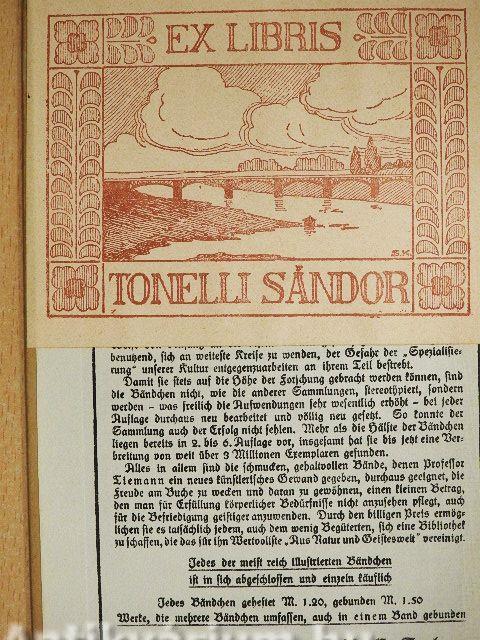 EX LIBRIS
S.K.
TONELLI SÁNDOR
benutzend, sich an weiteste Kreise zu wenden, der Gefahr der „Spezialisie-
rung" unserer Kultur entgegenzuarbeiten an ihrem Teil bestrebt.
Damit sie stets auf die Höhe der Forschung gebracht werden können, sind
die Bändchen nicht, wie die anderer Sammlungen, stereotypiert, sondern
werden – was freilich die Aufwendungen sehr wesentlich erhöht – bei jeder
Auflage durchaus neu bearbeitet und völlig neu gesetzt. So konnte der
Sammlung auch der Erfolg nicht fehlen. Mehr als die Hälfte der Bändchen
liegen bereits in 2. bis 6. Auflage vor, insgesamt hat sie bis jetzt eine Ver-
breitung von weit über 3 Millionen Exemplaren gefunden.
Alles in allem sind die schmucken, gehaltvollen Bände, denen Professor
Tiemann ein neues künstlerisches Gewand gegeben, durchaus geeignet, die
Freude am Buche zu wecken und daran zu gewöhnen, einen kleinen Betrag,
den man für Erfüllung körperlicher Bedürfnisse nicht anzusehen pflegt, auch
für die Befriedigung geistiger anzuwenden. Durch den billigen Preis ermög-
lichen sie es tatsächlich jedem, auch dem wenig Begüterten, sich eine Bibliothek
zu schaffen, die das für ihn Wertvollste „Aus Natur und Geisteswelt" vereinigt.
Jedes der meist reich illustrierten Bändchen
ist in sich abgeschlossen und einzeln käuflich
Jedes Bändchen geheftet M. 1.20, gebunden M. 1.50
Werke, die mehrere Bändchen umfassen, auch in einem Band gebunden